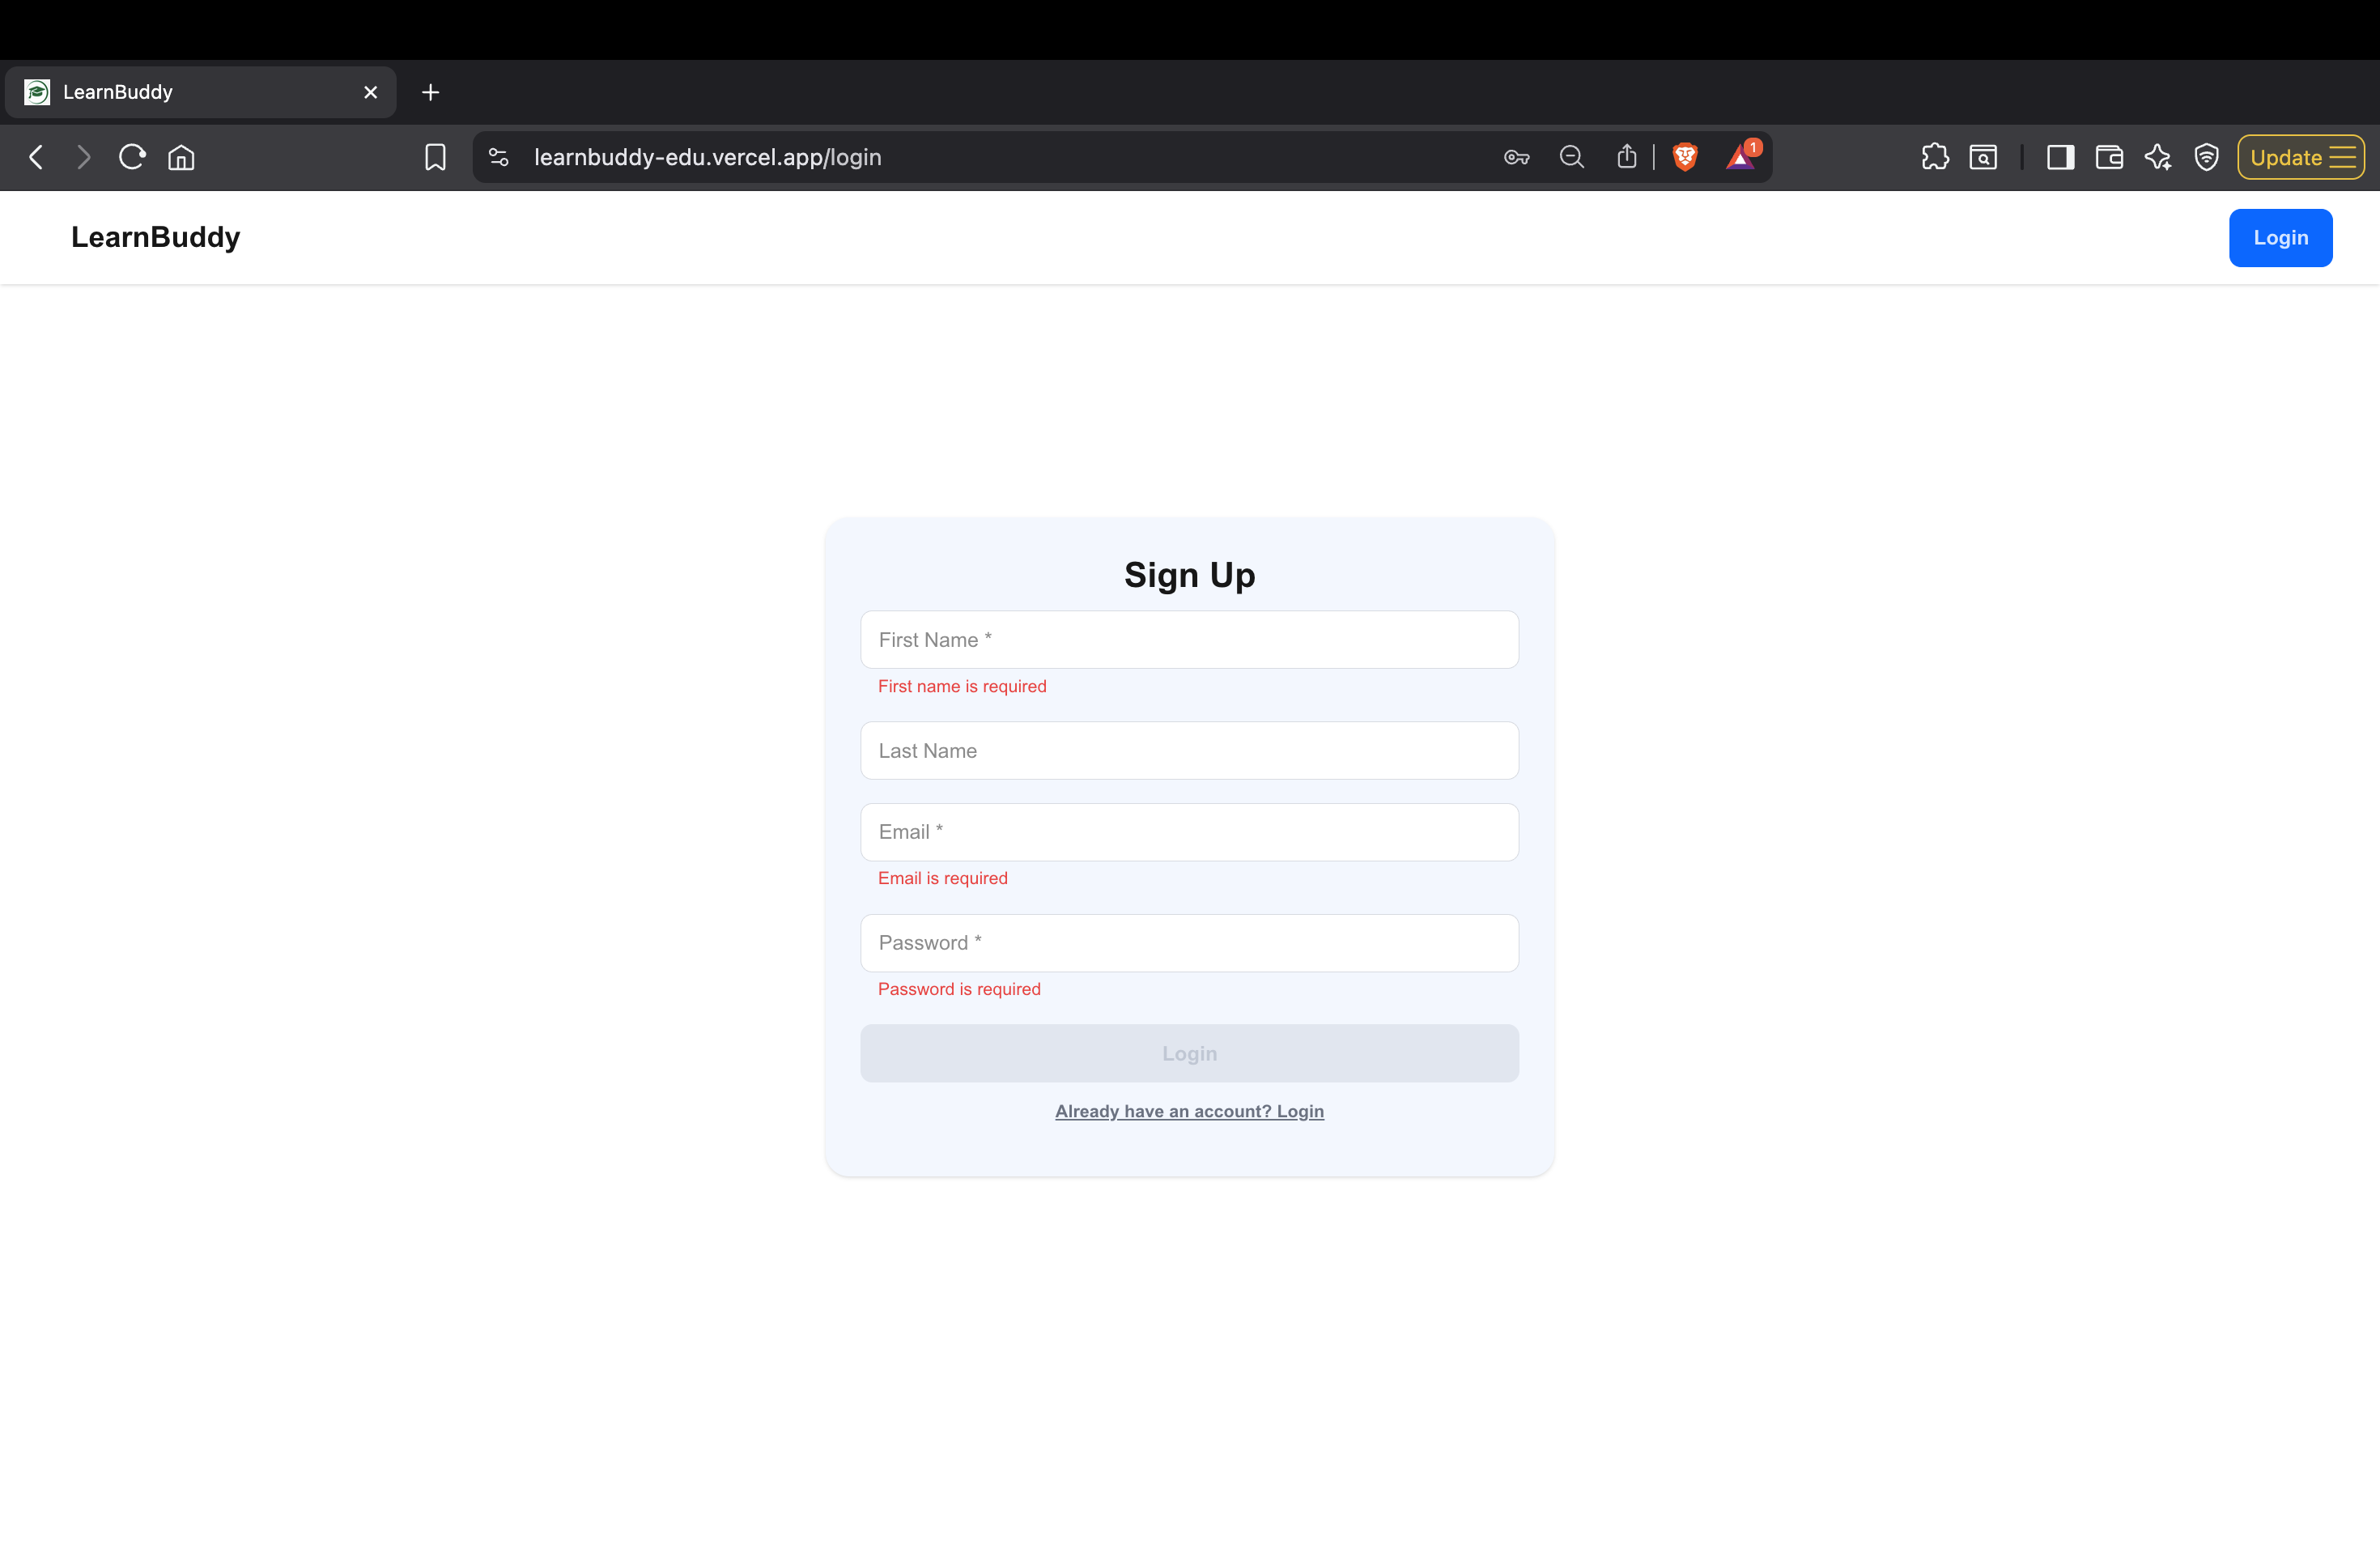 LearnBuddy
learnbuddy-edu.vercel.app/login
1
Update
LearnBuddy
Login
Sign Up
First Name *
First name is required
Last Name
Email *
Email is required
Password *
Password is required
Login
Already have an account? Login